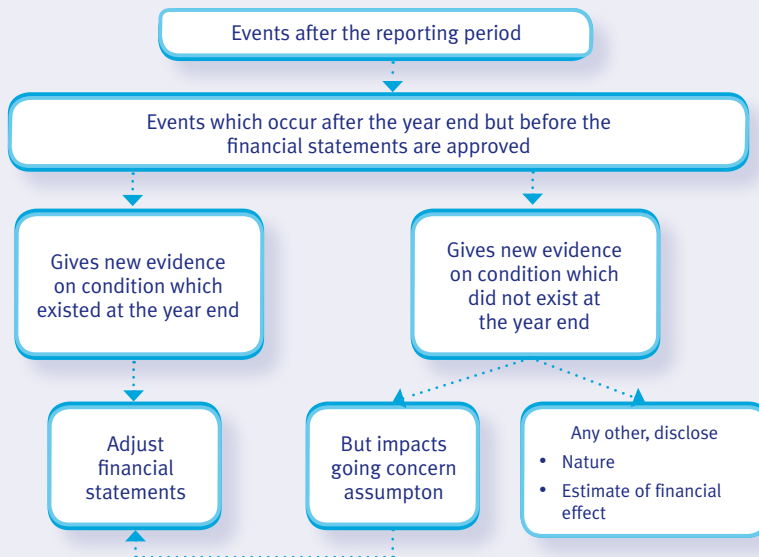 Events after the reporting period
Events which occur after the year end but before the
financial statements are approved
Gives new evidence
on condition which
existed at the year end
Gives new evidence
on condition which
did not exist at
the year end
Adjust
financial
statements
But impacts
going concern
assumpton
Any other, disclose
• Nature
• Estimate of financial
effect